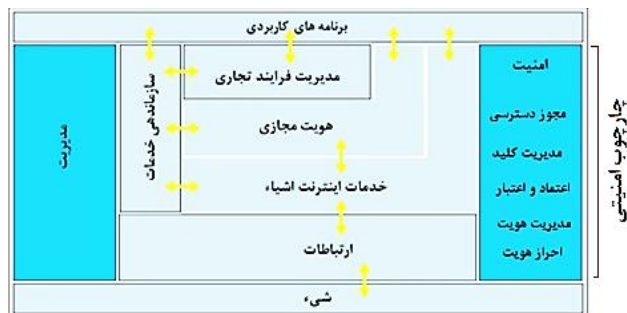 برنامه های کاربردی
چارچوب امنیتی
امنیت
مجوز دسترسی
مدیریت کلید
اعتماد و اعتبار
مدیریت هویت
احراز هویت
مدیریت فرایند تجاری
هویت مجازی
خدمات اینترنت اشیاء
سازماندهی خدمات
مدیریت
ارتباطات
شیء